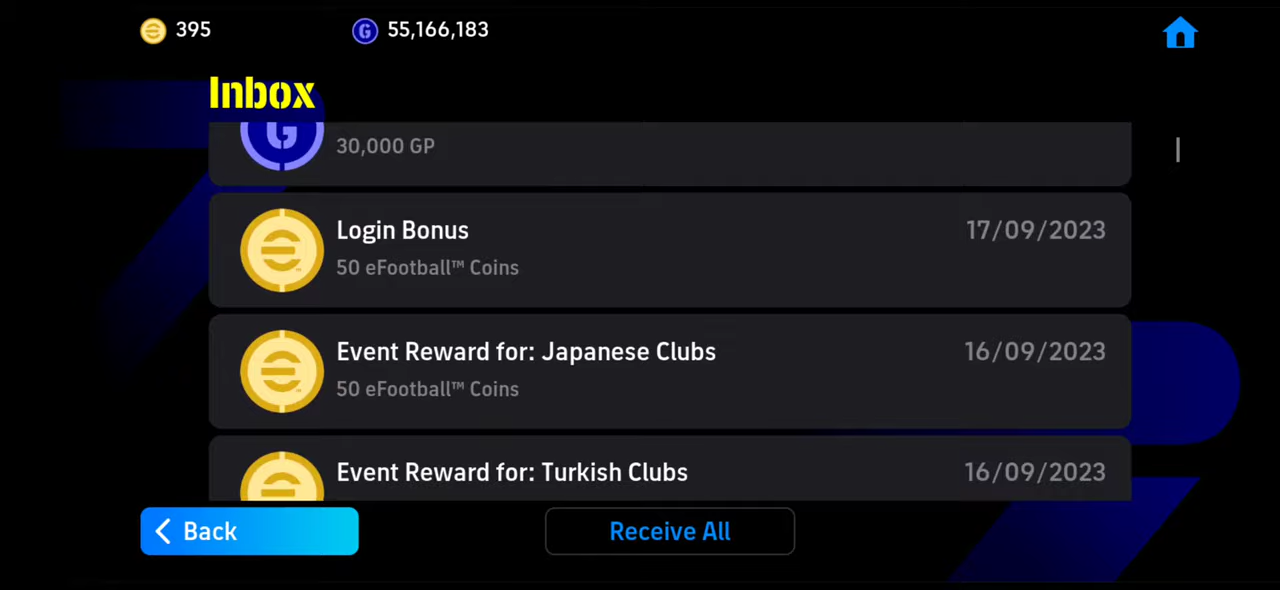 395
55,166,183
Inbox
30,000 GP
Login Bonus
17/09/2023
50 eFootball™ Coins
Event Reward for: Japanese Clubs
16/09/2023
50 eFootball™ Coins
Event Reward for: Turkish Clubs
16/09/2023
Back
Receive All